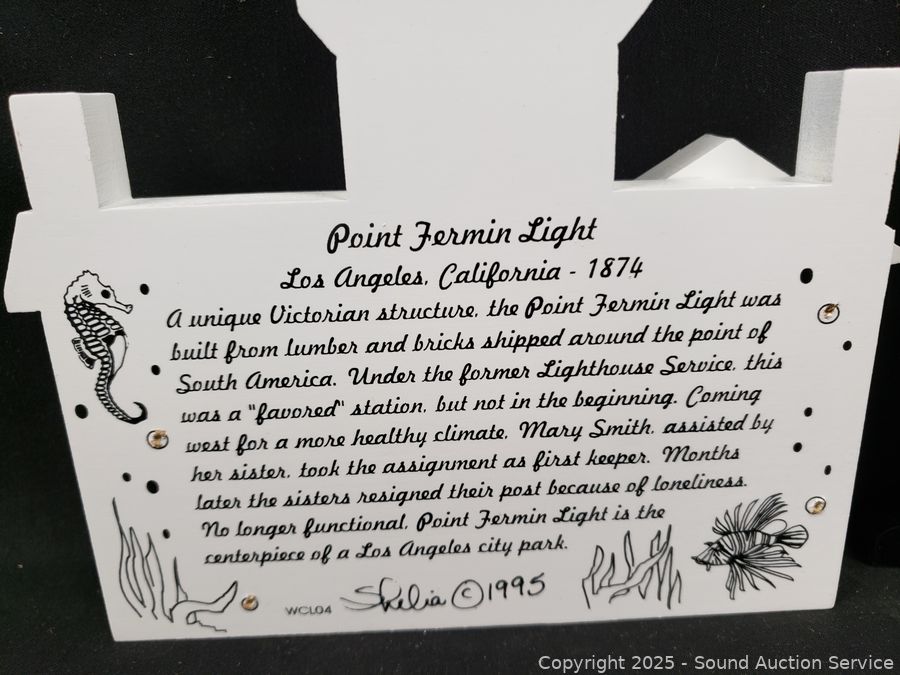 Point Fermin Light
Los Angeles, California - 1874
A unique Victorian structure, the Point Fermin Light was
built from lumber and bricks shipped around the point of
South America. Under the former Lighthouse Service, this
was a "favored" station, but not in the beginning. Coming
west for a more healthy climate, Mary Smith, assisted by
her sister, took the assignment as first keeper. Months
later the sisters resigned their post because of loneliness.
No longer functional, Point Fermin Light is the
centerpiece of a Los Angeles city park.
WCL04 Shelia © 1995
Copyright 2025 - Sound Auction Service